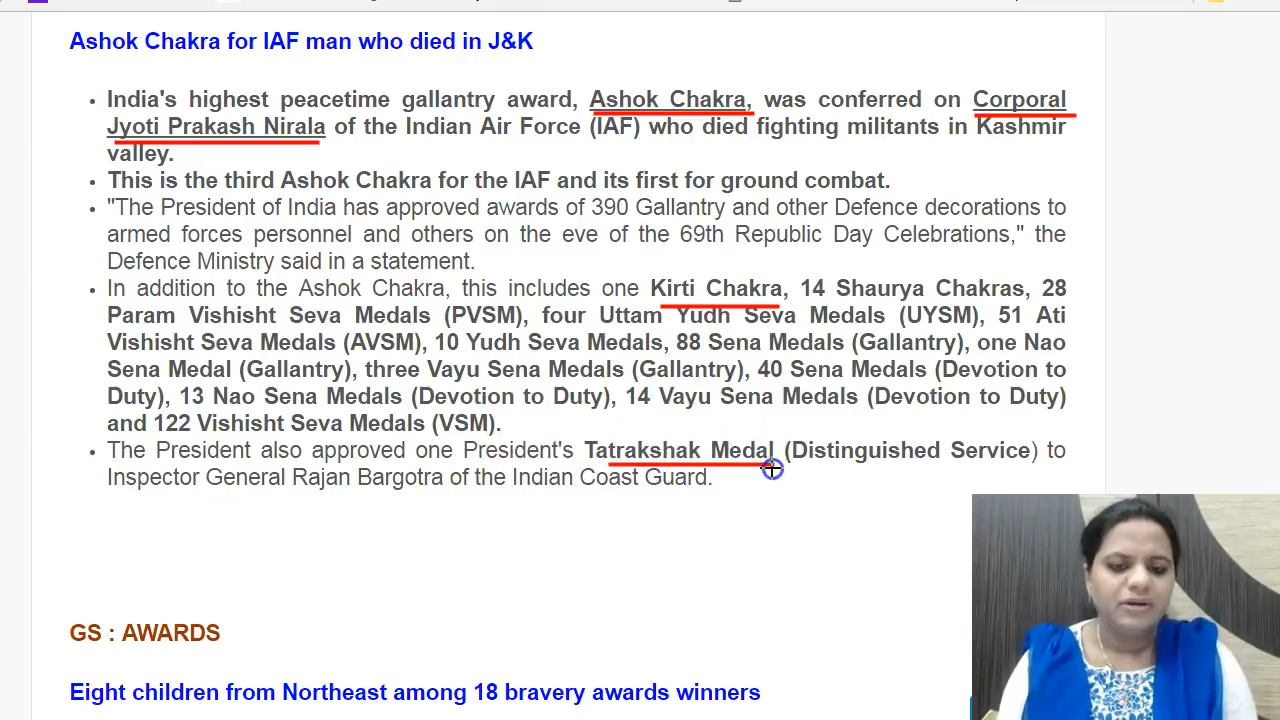 Ashok Chakra for IAF man who died in J&K
India's highest peacetime gallantry award, Ashok Chakra, was conferred on Corporal
Jyoti Prakash Nirala of the Indian Air Force (IAF) who died fighting militants in Kashmir
valley.
This is the third Ashok Chakra for the IAF and its first for ground combat.
"The President of India has approved awards of 390 Gallantry and other Defence decorations to
armed forces personnel and others on the eve of the 69th Republic Day Celebrations," the
Defence Ministry said in a statement.
In addition to the Ashok Chakra, this includes one Kirti Chakra, 14 Shaurya Chakras, 28
Param Vishisht Seva Medals (PVSM), four Uttam Yudh Seva Medals (UYSM), 51 Ati
Vishisht Seva Medals (AVSM), 10 Yudh Seva Medals, 88 Sena Medals (Gallantry), one Nao
Sena Medal (Gallantry), three Vayu Sena Medals (Gallantry), 40 Sena Medals (Devotion to
Duty), 13 Nao Sena Medals (Devotion to Duty), 14 Vayu Sena Medals (Devotion to Duty)
and 122 Vishisht Seva Medals (VSM).
The President also approved one President's Tatrakshak Medal (Distinguished Service) to
Inspector General Rajan Bargotra of the Indian Coast Guard.
GS : AWARDS
Eight children from Northeast among 18 bravery awards winners